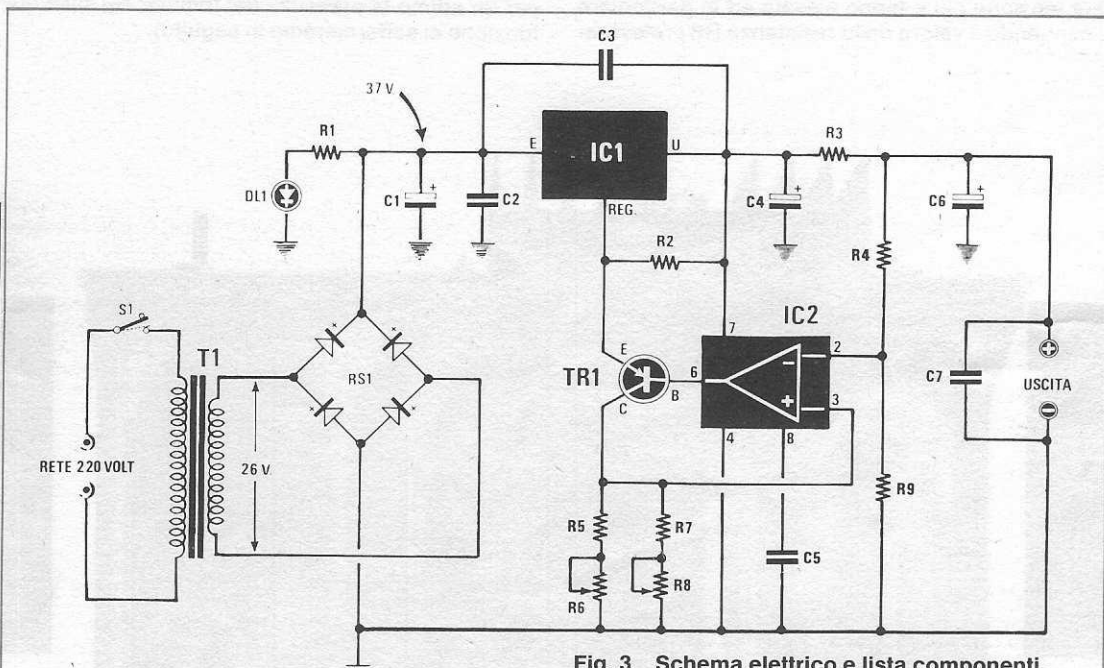 C3
37 V
R1
E
IC1
U
R3
DL1
C1
+
C2
REG.
C4
+
C6
+
R2
R4
S1
IC2
T1
RS1
TR1
E
B
C
6
7
2
3
4
8
−
+
C7
+
USCITA
−
RETE 220 VOLT
26 V
R5
R7
R9
R6
R8
C5
Fig. 3 Schema elettrico e lista componenti